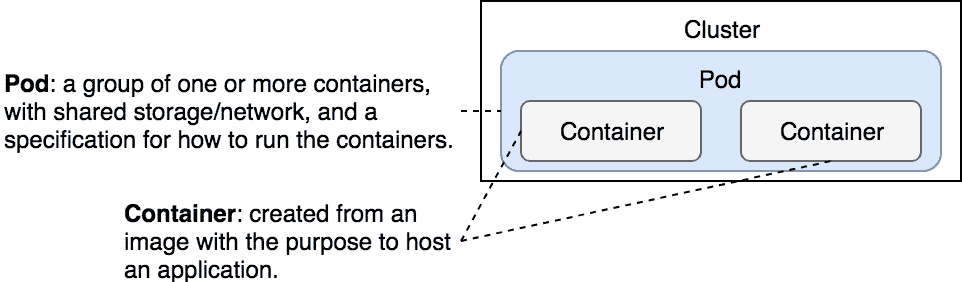 Cluster
Pod
Container
Container
Pod: a group of one or more containers,
with shared storage/network, and a
specification for how to run the containers.
Container: created from an
image with the purpose to host
an application.